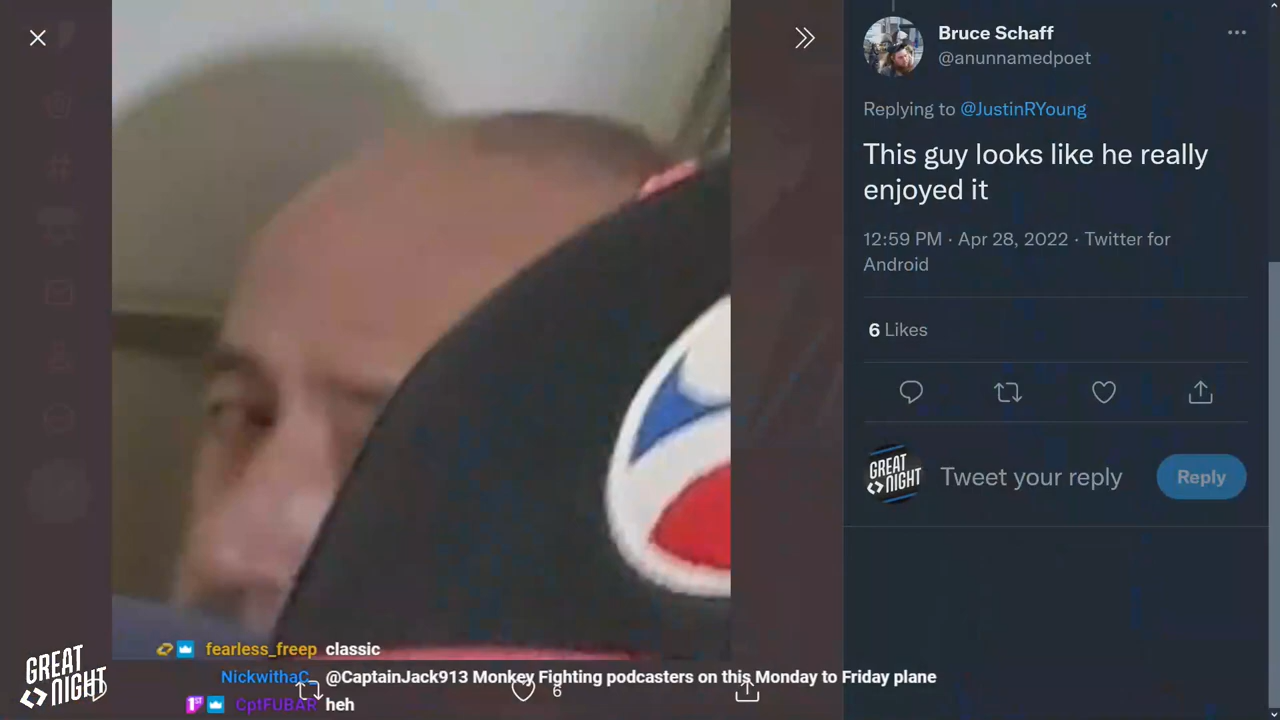 Bruce Schaff
@anunnamedpoet
Replying to @JustinRYoung
This guy looks like he really
enjoyed it
12:59 PM · Apr 28, 2022 · Twitter for
Android
6 Likes
GREAT
NIGHT
Tweet your reply
Reply
fearless_freep classic
NickwithaC_ @CaptainJack913 Monkey Fighting podcasters on this Monday to Friday plane
6
CptFUBAR heh
GREAT
NIGHT